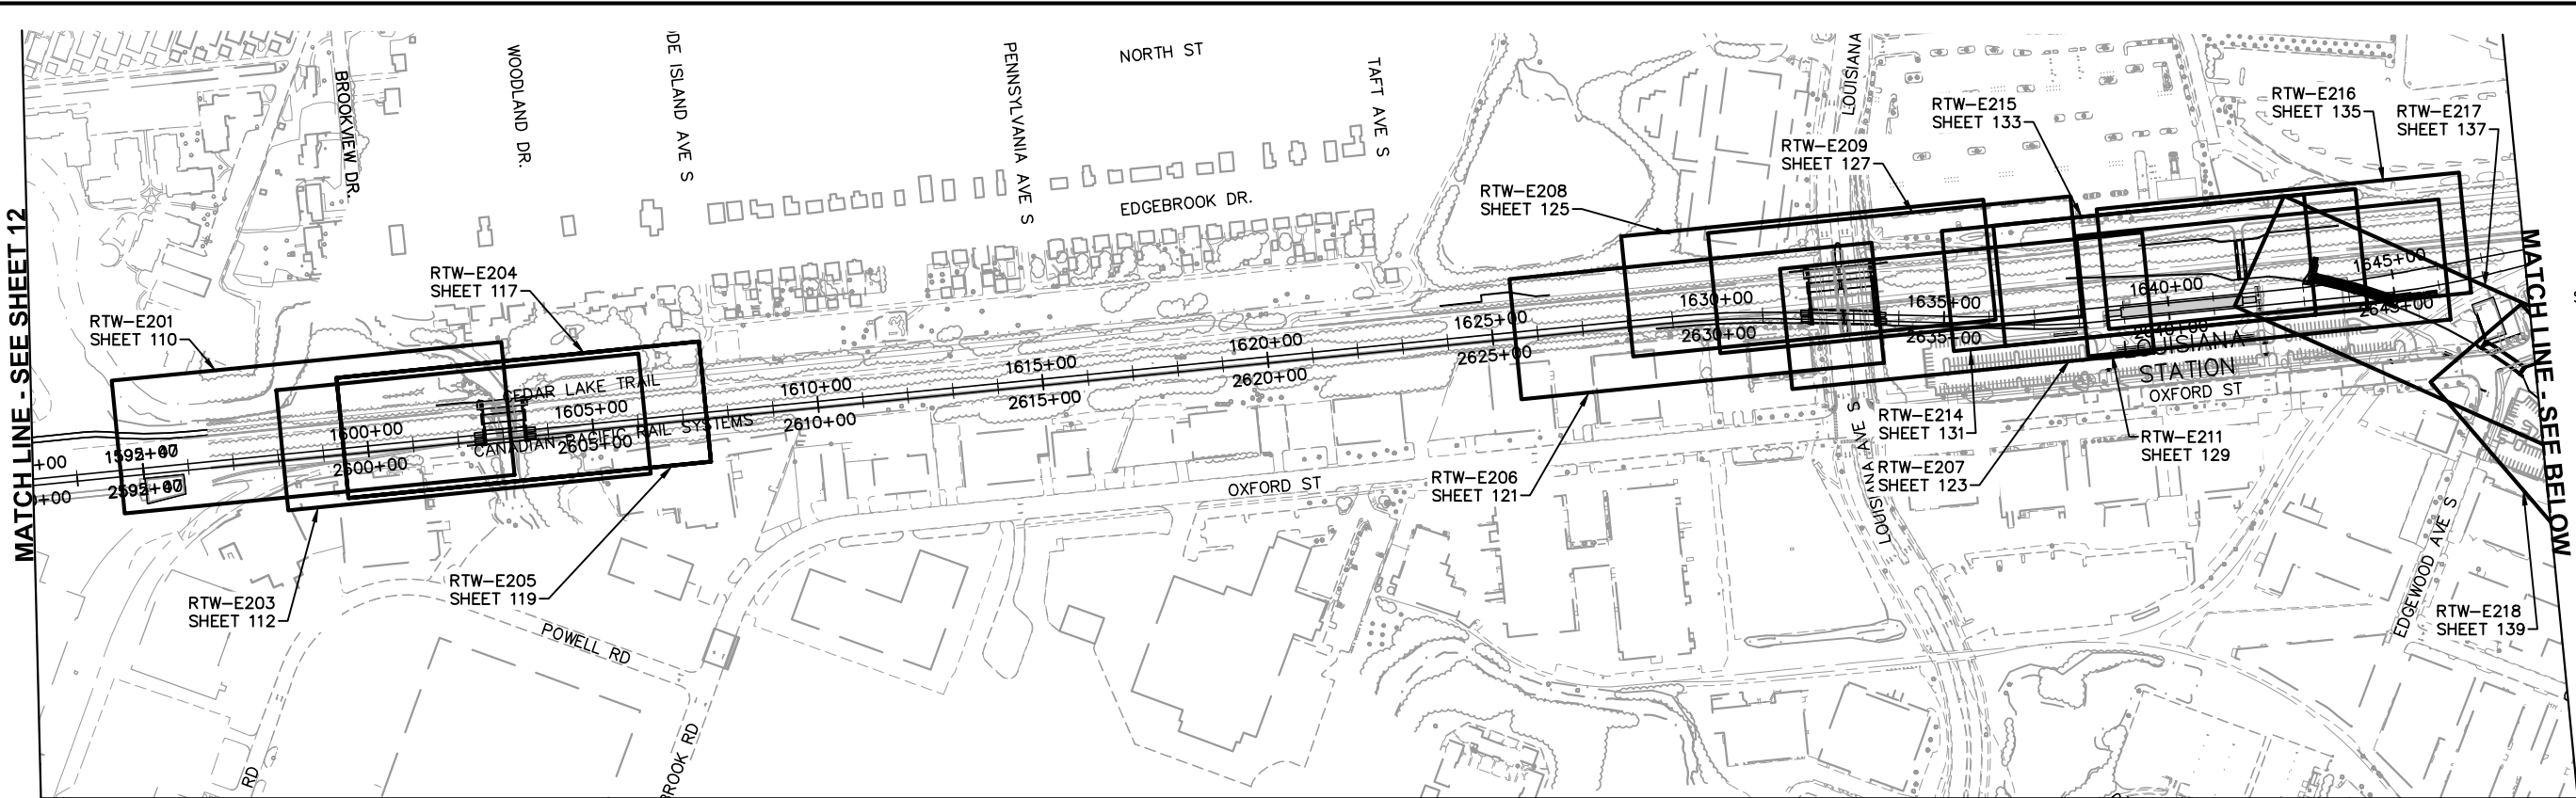 MATCH LINE - SEE SHEET 12
BROOKVIEW DR.
WOODLAND DR.
DE ISLAND AVE S
PENNSYLVANIA AVE S
NORTH ST
TAFT AVE S
LOUISIANA
EDGEBROOK DR.
RTW-E201
SHEET 110
RTW-E204
SHEET 117
RTW-E208
SHEET 125
RTW-E209
SHEET 127
RTW-E215
SHEET 133
RTW-E216
SHEET 135
RTW-E217
SHEET 137
CEDAR LAKE TRAIL
CANADIAN PACIFIC RAIL SYSTEMS
+00
+00
1600+00
2600+00
1605+00
2605+00
1610+00
2610+00
1615+00
2615+00
1620+00
2620+00
1625+00
2625+00
1630+00
2630+00
1635+00
2635+00
1640+00
2640+00
1645+00
2645+00
LOUISIANA
STATION
OXFORD ST
OXFORD ST
LOUISIANA AVE S
RTW-E203
SHEET 112
RTW-E205
SHEET 119
RTW-E206
SHEET 121
RTW-E214
SHEET 131
RTW-E207
SHEET 123
RTW-E211
SHEET 129
RTW-E218
SHEET 139
EDGEWOOD AVE S
POWELL RD
BROOK RD
RD
MATCH LINE - SEE BELOW